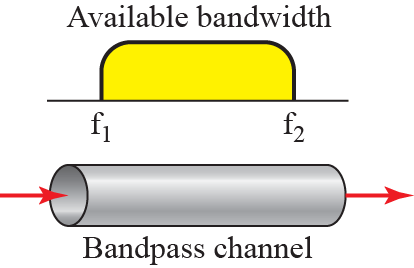 Available bandwidth
f1 f2
Bandpass channel